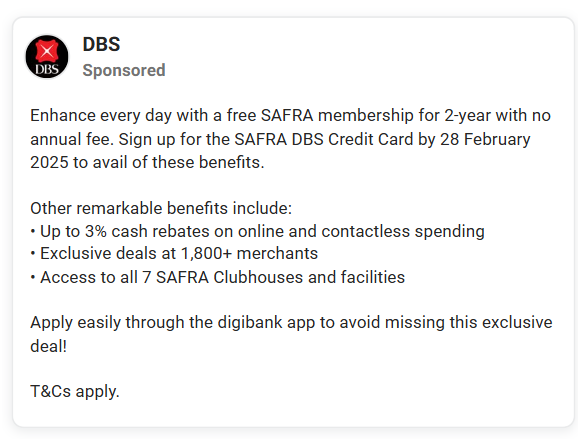 DBS
DBS
Sponsored
Enhance every day with a free SAFRA membership for 2-year with no
annual fee. Sign up for the SAFRA DBS Credit Card by 28 February
2025 to avail of these benefits.
Other remarkable benefits include:
• Up to 3% cash rebates on online and contactless spending
• Exclusive deals at 1,800+ merchants
• Access to all 7 SAFRA Clubhouses and facilities
Apply easily through the digibank app to avoid missing this exclusive
deal!
T&Cs apply.